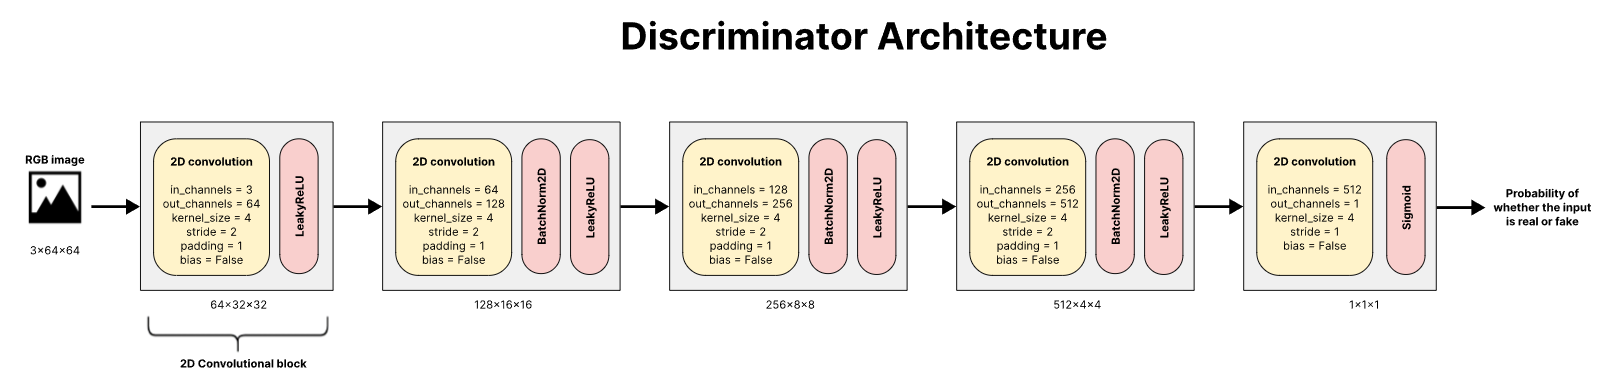 Discriminator Architecture
RGB image
3×64×64
2D convolution
in_channels = 3
out_channels = 64
kernel_size = 4
stride = 2
padding = 1
bias = False
LeakyReLU
64×32×32
2D Convolutional block
2D convolution
in_channels = 64
out_channels = 128
kernel_size = 4
stride = 2
padding = 1
bias = False
BatchNorm2D
LeakyReLU
128×16×16
2D convolution
in_channels = 128
out_channels = 256
kernel_size = 4
stride = 2
padding = 1
bias = False
BatchNorm2D
LeakyReLU
256×8×8
2D convolution
in_channels = 256
out_channels = 512
kernel_size = 4
stride = 2
padding = 1
bias = False
BatchNorm2D
LeakyReLU
512×4×4
2D convolution
in_channels = 512
out_channels = 1
kernel_size = 4
stride = 1
bias = False
Sigmoid
1×1×1
Probability of
whether the input
is real or fake